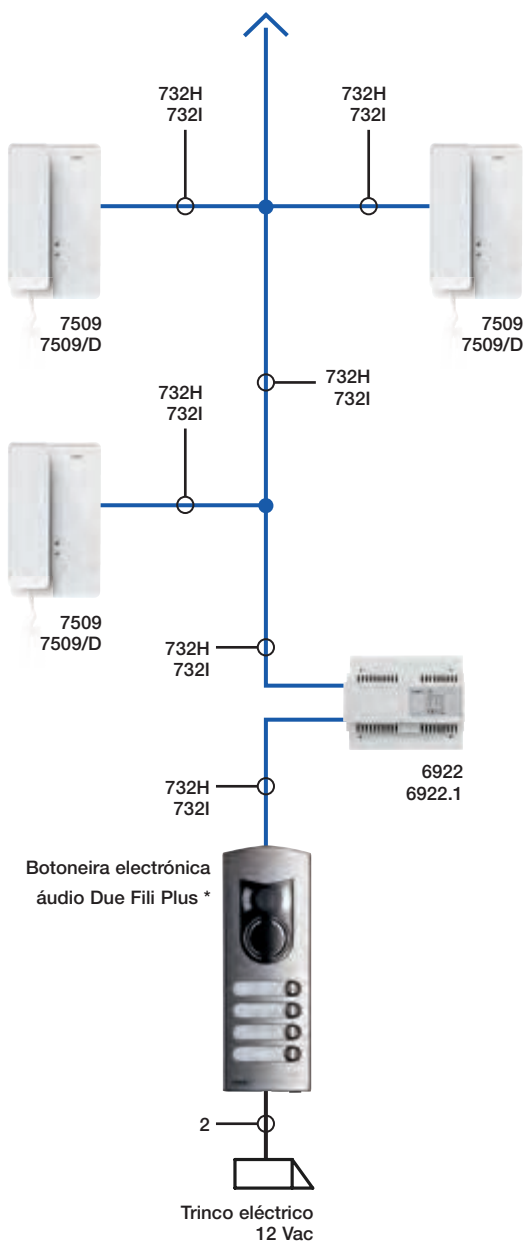 732H
732I
732H
732I
7509
7509/D
7509
7509/D
732H
732I
732H
732I
7509
7509/D
732H
732I
6922
6922.1
732H
732I
Botoneira electrónica
áudio Due Fili Plus *
2
Trinco eléctrico
12 Vac